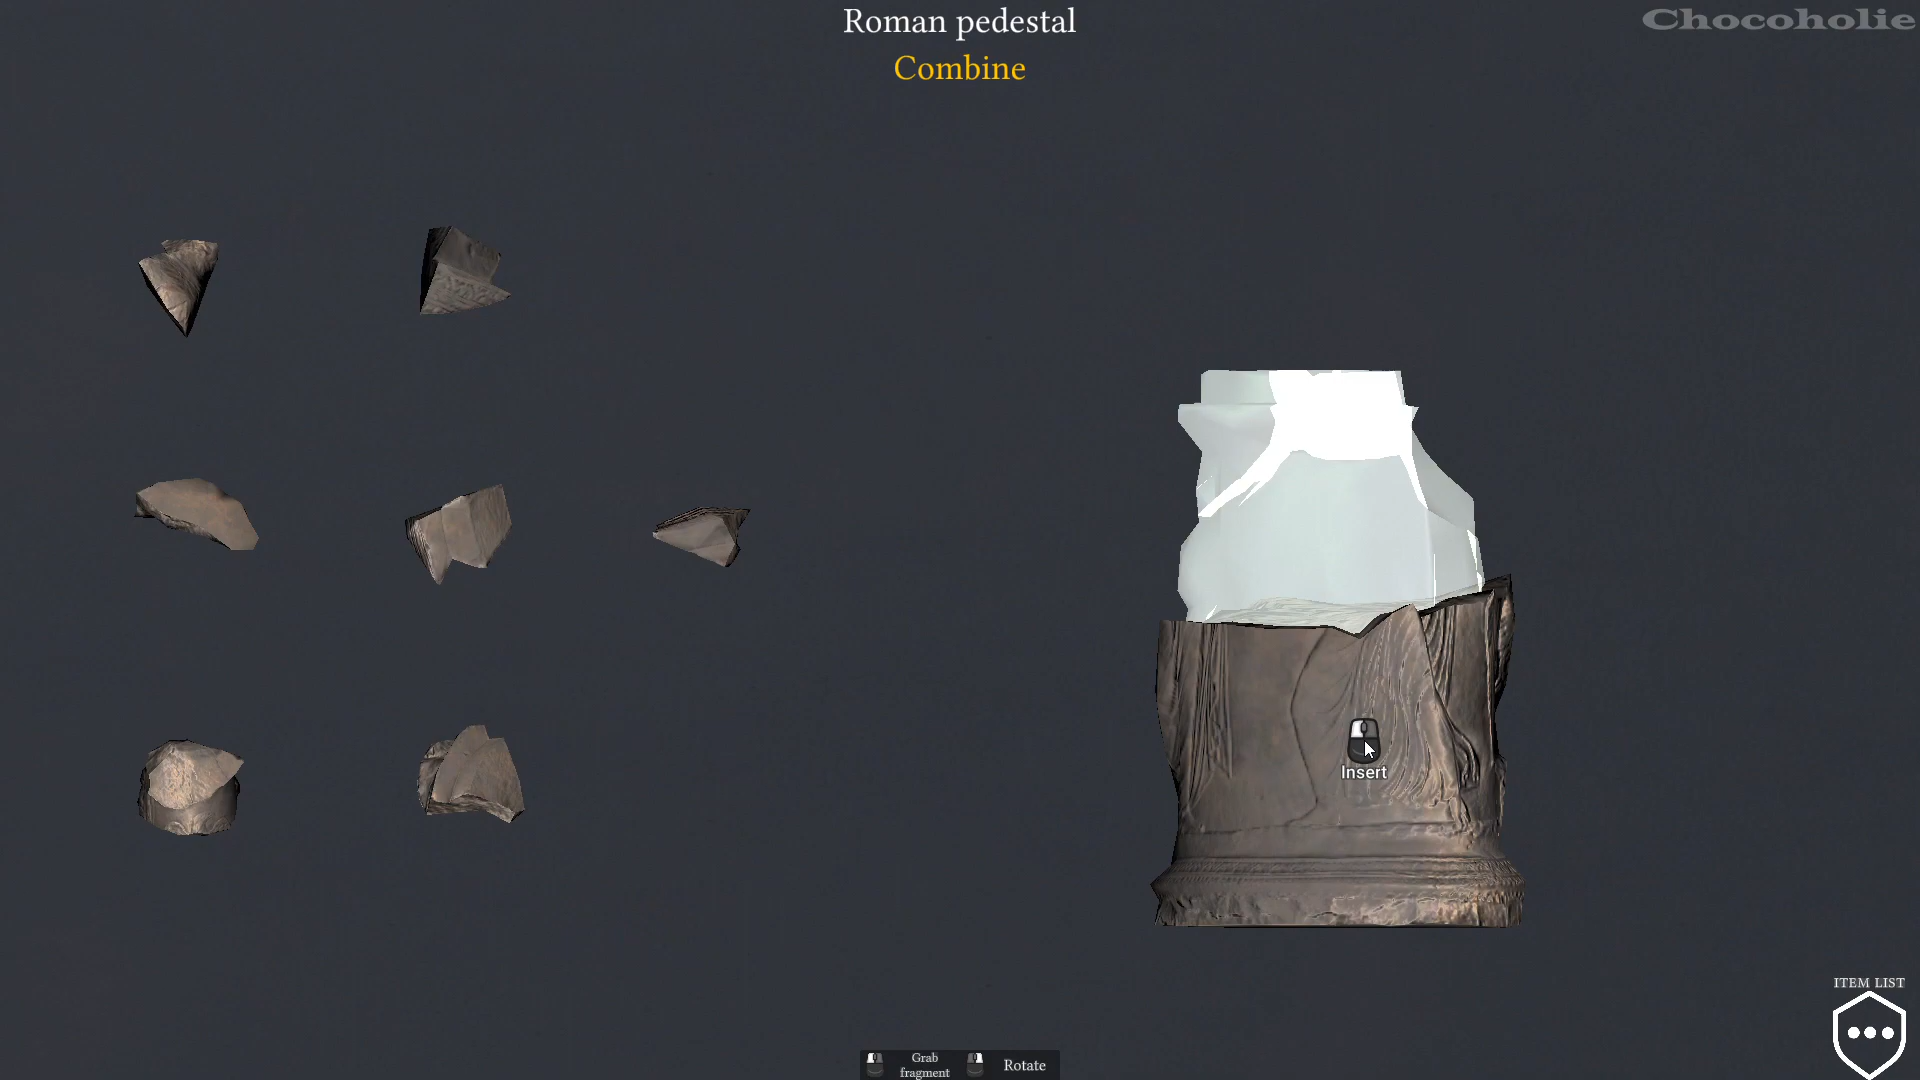 Roman pedestal
Combine
Chocoholie
Insert
ITEM LIST
Grab
fragment
Rotate